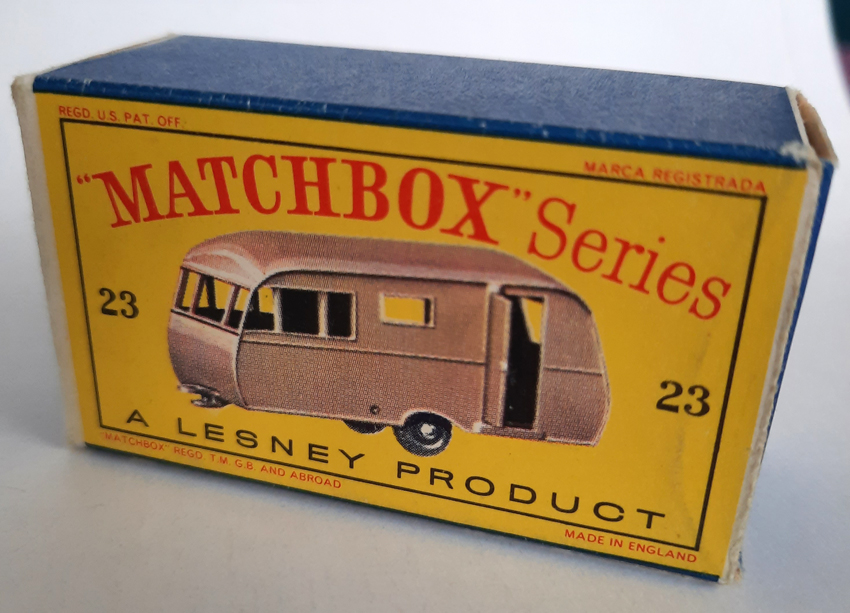 REGD. U.S. PAT. OFF.
MARCA REGISTRADA
"MATCHBOX" Series
23
23
A LESNEY PRODUCT
"MATCHBOX" REGD. T.M. G.B. AND ABROAD
MADE IN ENGLAND